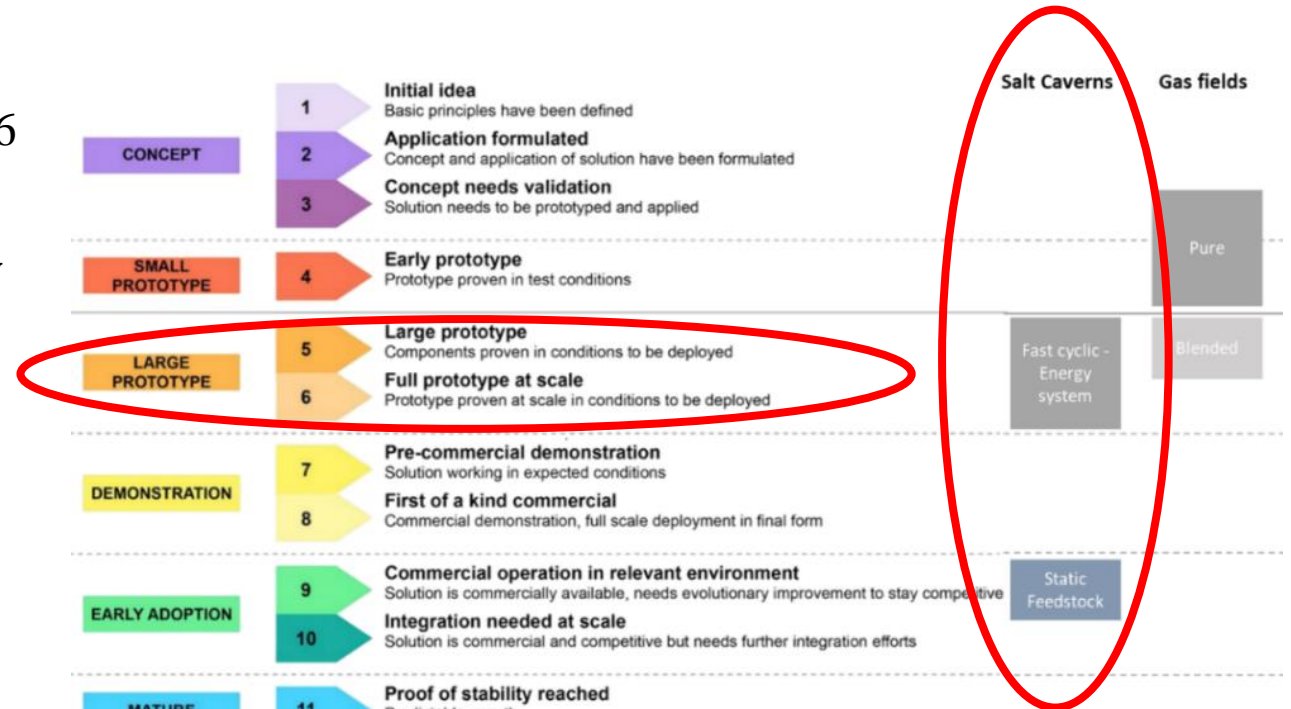 6
Salt Caverns
Gas fields
CONCEPT
1
Initial idea
Basic principles have been defined
2
Application formulated
Concept and application of solution have been formulated
3
Concept needs validation
Solution needs to be prototyped and applied
Pure
SMALL
PROTOTYPE
4
Early prototype
Prototype proven in test conditions
LARGE
PROTOTYPE
5
Large prototype
Components proven in conditions to be deployed
6
Full prototype at scale
Prototype proven at scale in conditions to be deployed
Fast cyclic -
Energy
system
Blended
DEMONSTRATION
7
Pre-commercial demonstration
Solution working in expected conditions
8
First of a kind commercial
Commercial demonstration, full scale deployment in final form
EARLY ADOPTION
9
Commercial operation in relevant environment
Solution is commercially available, needs evolutionary improvement to stay competitive
10
Integration needed at scale
Solution is commercial and competitive but needs further integration efforts
Static
Feedstock
MATURE
11
Proof of stability reached